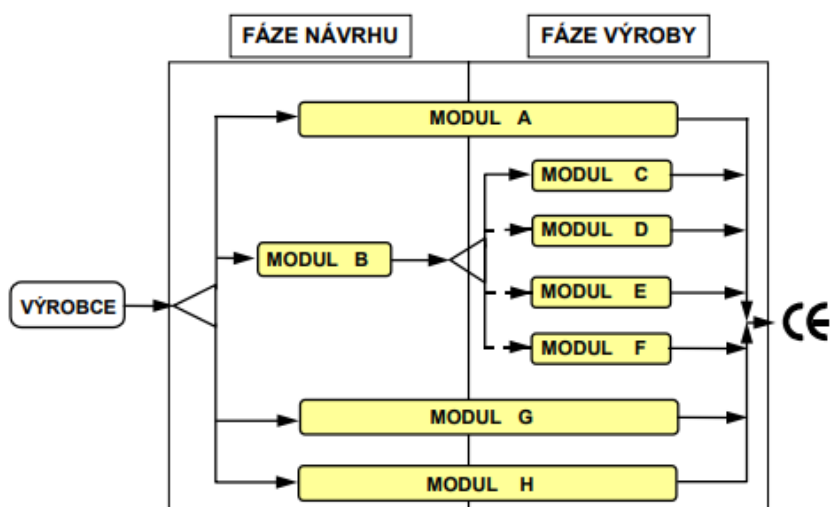 FÁZE NÁVRHU
FÁZE VÝROBY
MODUL A
MODUL C
MODUL D
MODUL B
MODUL E
VÝROBCE
CE
MODUL F
MODUL G
MODUL H